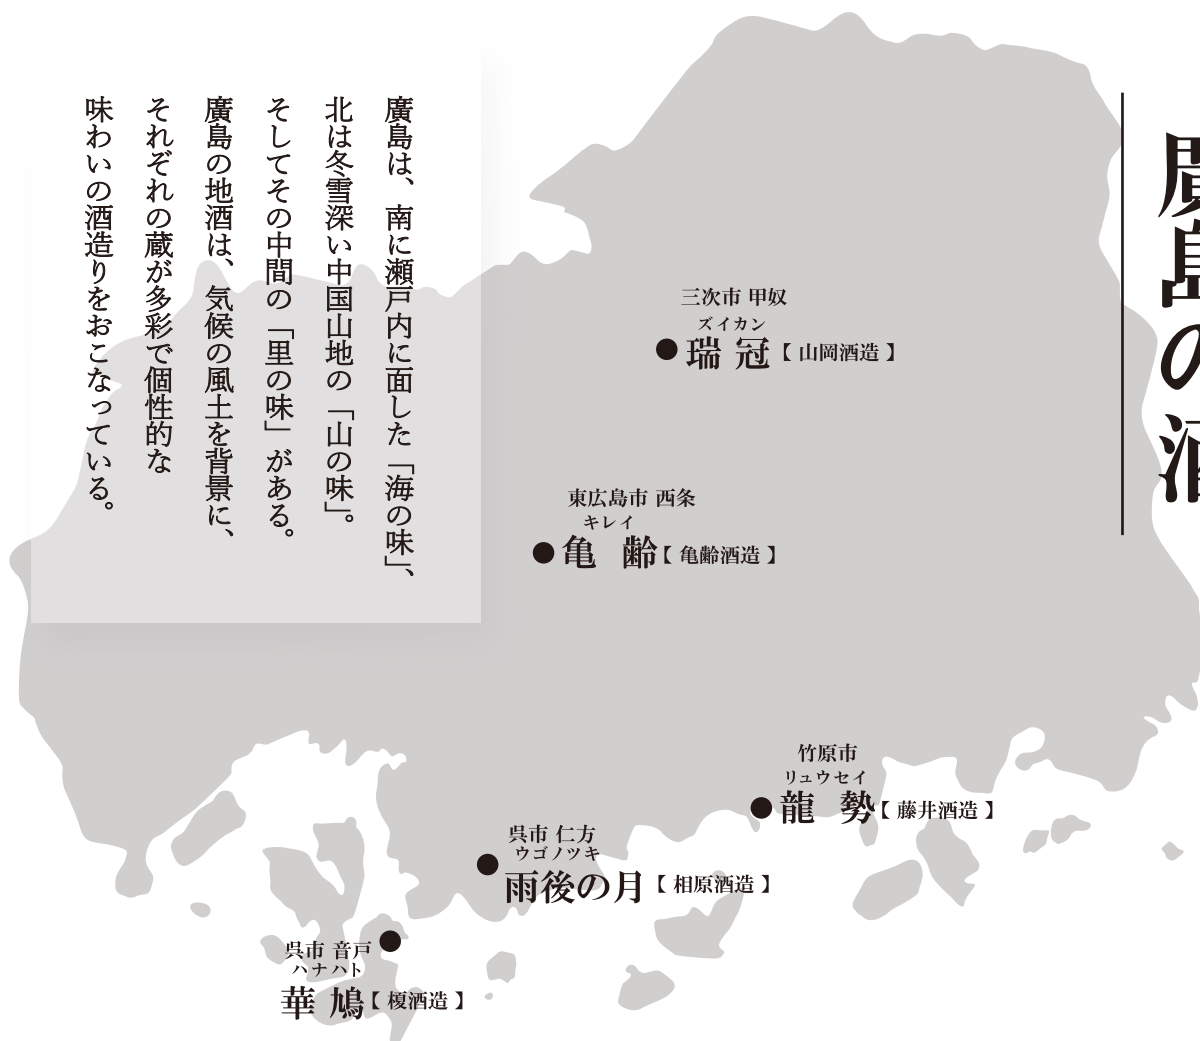 廣島の酒
廣島は、南に瀬戸内に面した「海の味」、
北は冬雪深い中国山地の「山の味」。
そしてその中間の「里の味」がある。
廣島の地酒は、気候の風土を背景に、
それぞれの蔵が多彩で個性的な
味わいの酒造りをおこなっている。
三次市 甲奴
ズイカン
瑞冠【 山岡酒造 】
東広島市 西条
キレイ
亀齢【 亀齢酒造 】
竹原市
リュウセイ
龍勢【 藤井酒造 】
呉市 仁方
ウゴノツキ
雨後の月【 相原酒造 】
呉市 音戸
ハナハト
華鳩【 榎酒造 】